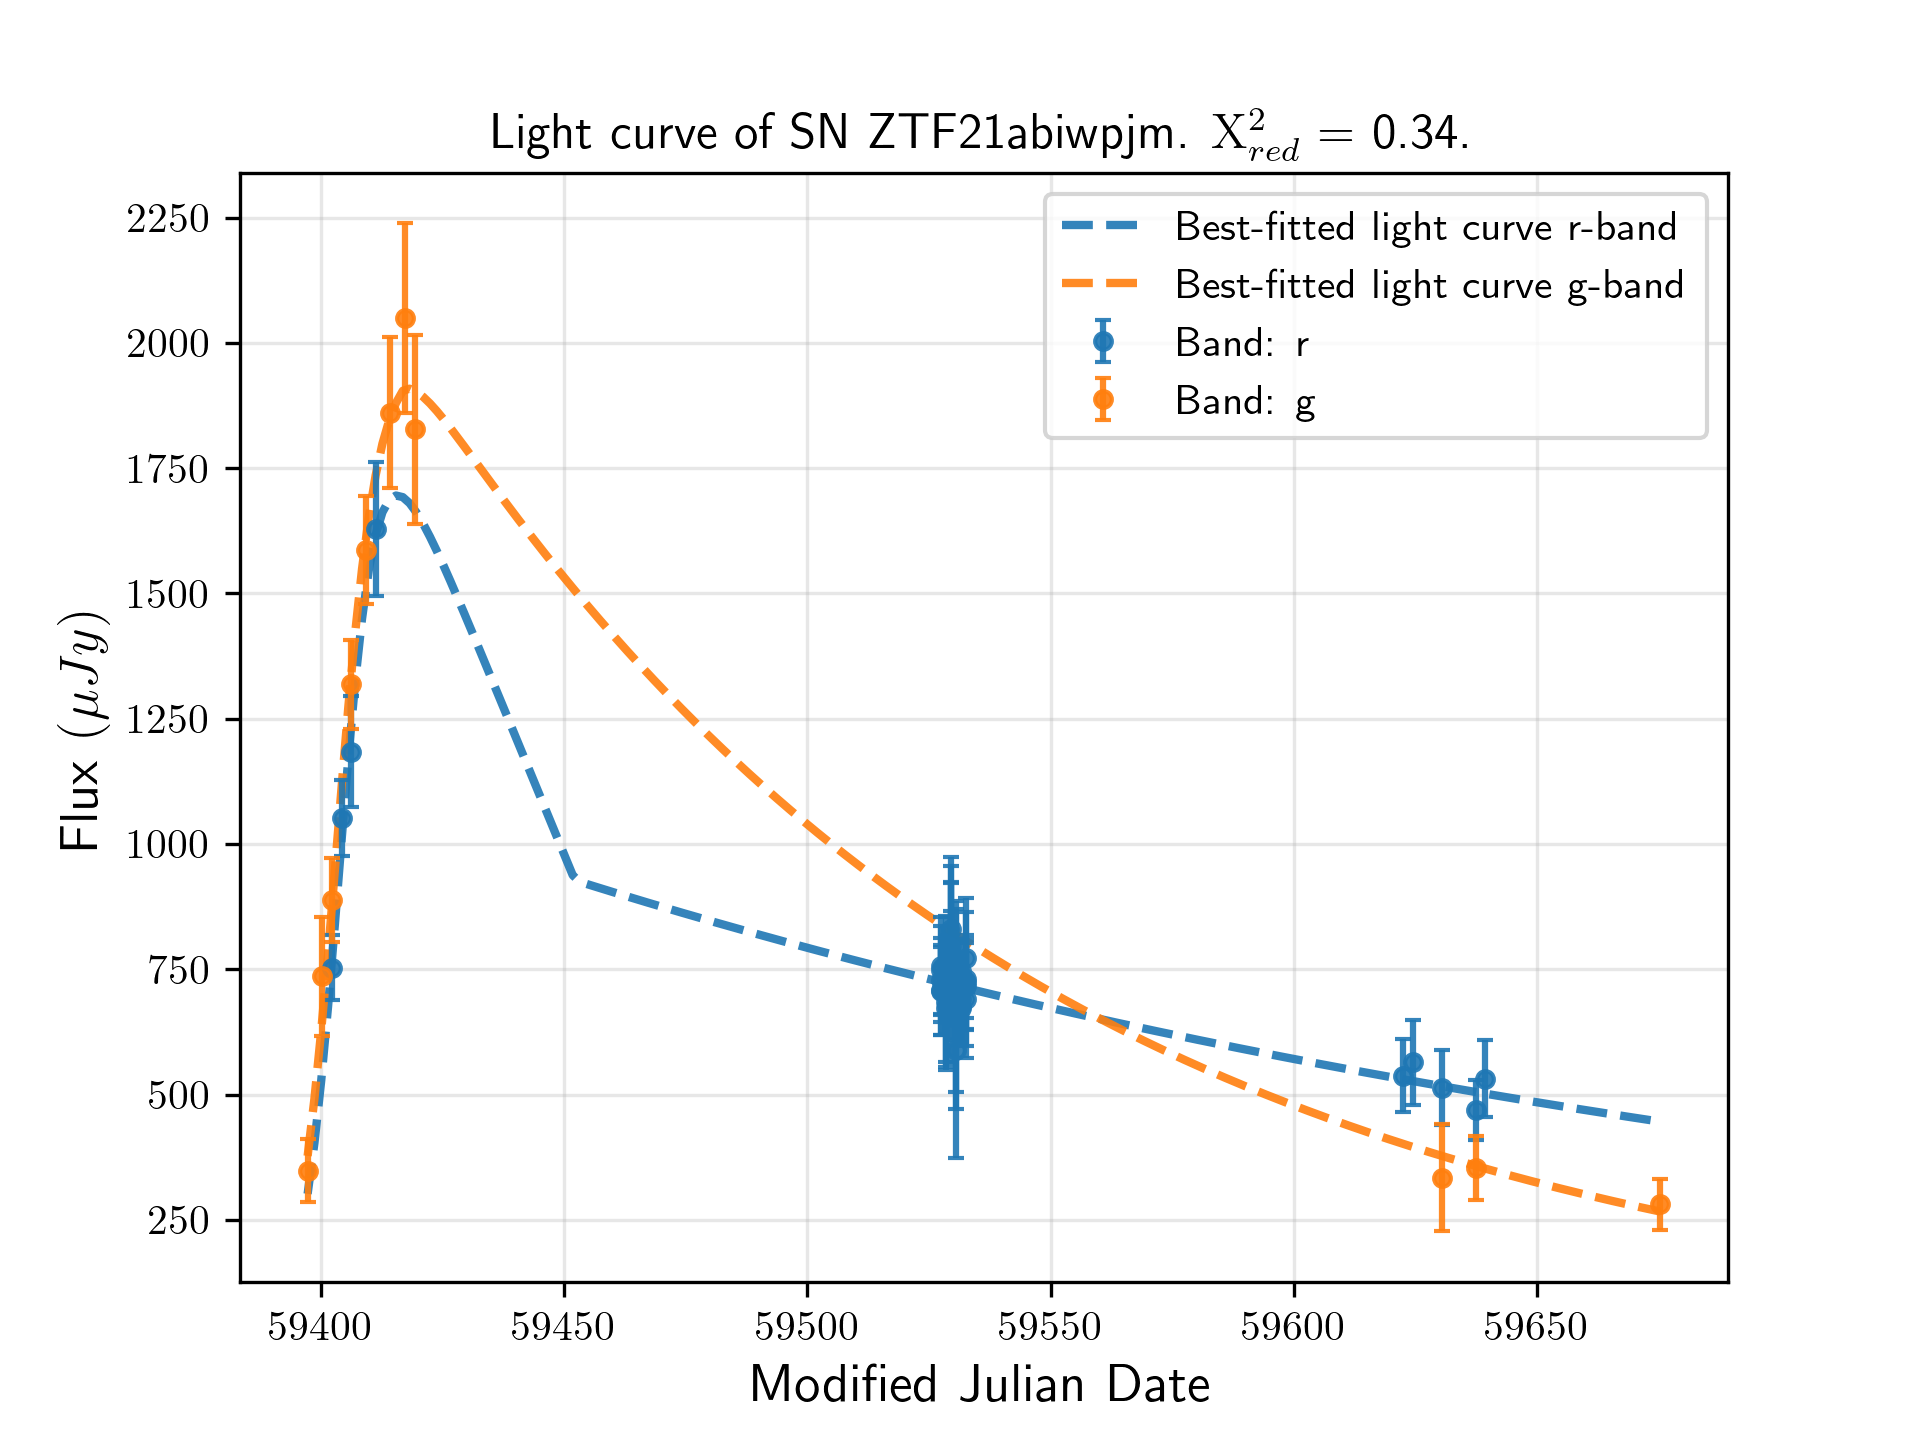 Light curve of SN ZTF21abiwpjm. X²_red = 0.34.
Best-fitted light curve r-band
Best-fitted light curve g-band
Band: r
Band: g
Flux (μJy)
2250
2000
1750
1500
1250
1000
750
500
250
59400 59450 59500 59550 59600 59650
Modified Julian Date